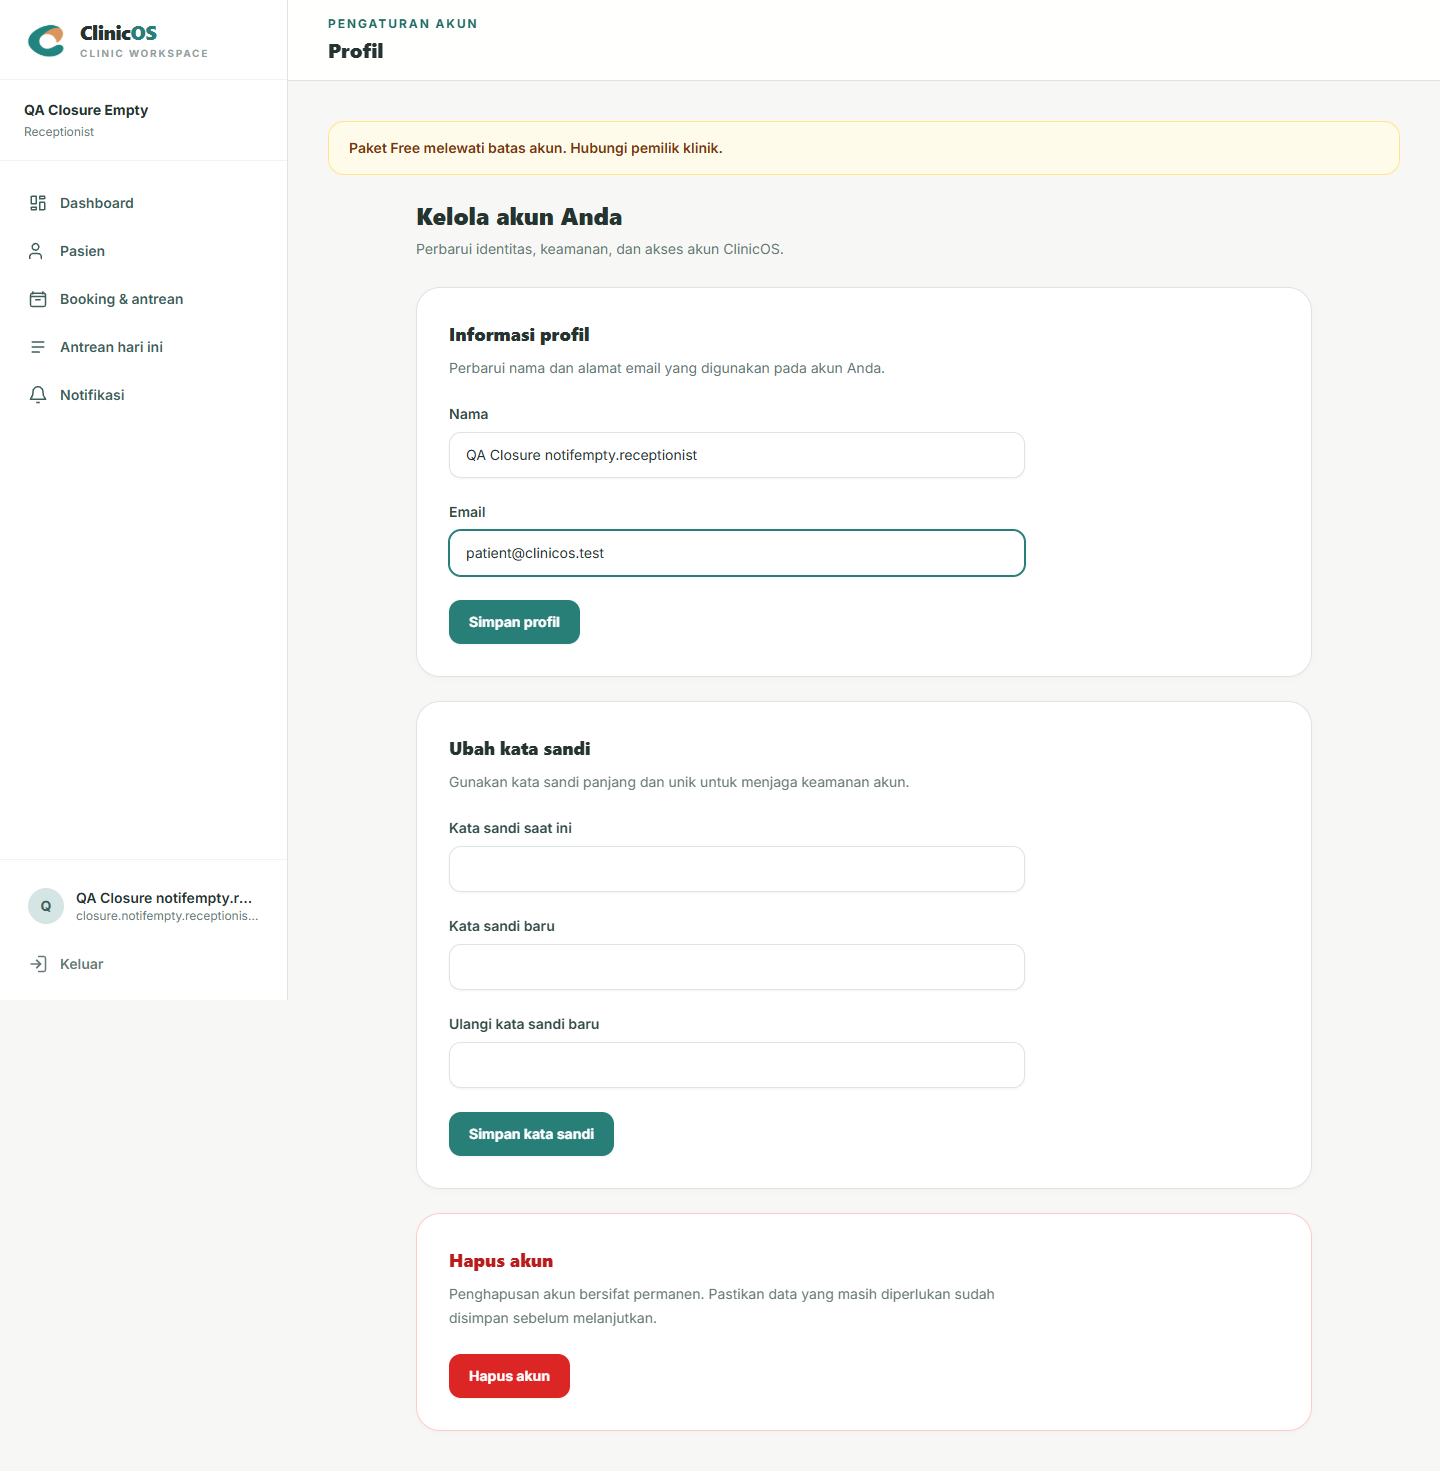 ClinicOS
CLINIC WORKSPACE
QA Closure Empty
Receptionist
Dashboard
Pasien
Booking & antrean
Antrean hari ini
Notifikasi
QA Closure notifempty.r...
closure.notifempty.receptionis...
Keluar
PENGATURAN AKUN
Profil
Paket Free melewati batas akun. Hubungi pemilik klinik.
Kelola akun Anda
Perbarui identitas, keamanan, dan akses akun ClinicOS.
Informasi profil
Perbarui nama dan alamat email yang digunakan pada akun Anda.
Nama
QA Closure notifempty.receptionist
Email
patient@clinicos.test
Simpan profil
Ubah kata sandi
Gunakan kata sandi panjang dan unik untuk menjaga keamanan akun.
Kata sandi saat ini
Kata sandi baru
Ulangi kata sandi baru
Simpan kata sandi
Hapus akun
Penghapusan akun bersifat permanen. Pastikan data yang masih diperlukan sudah
disimpan sebelum melanjutkan.
Hapus akun
Q